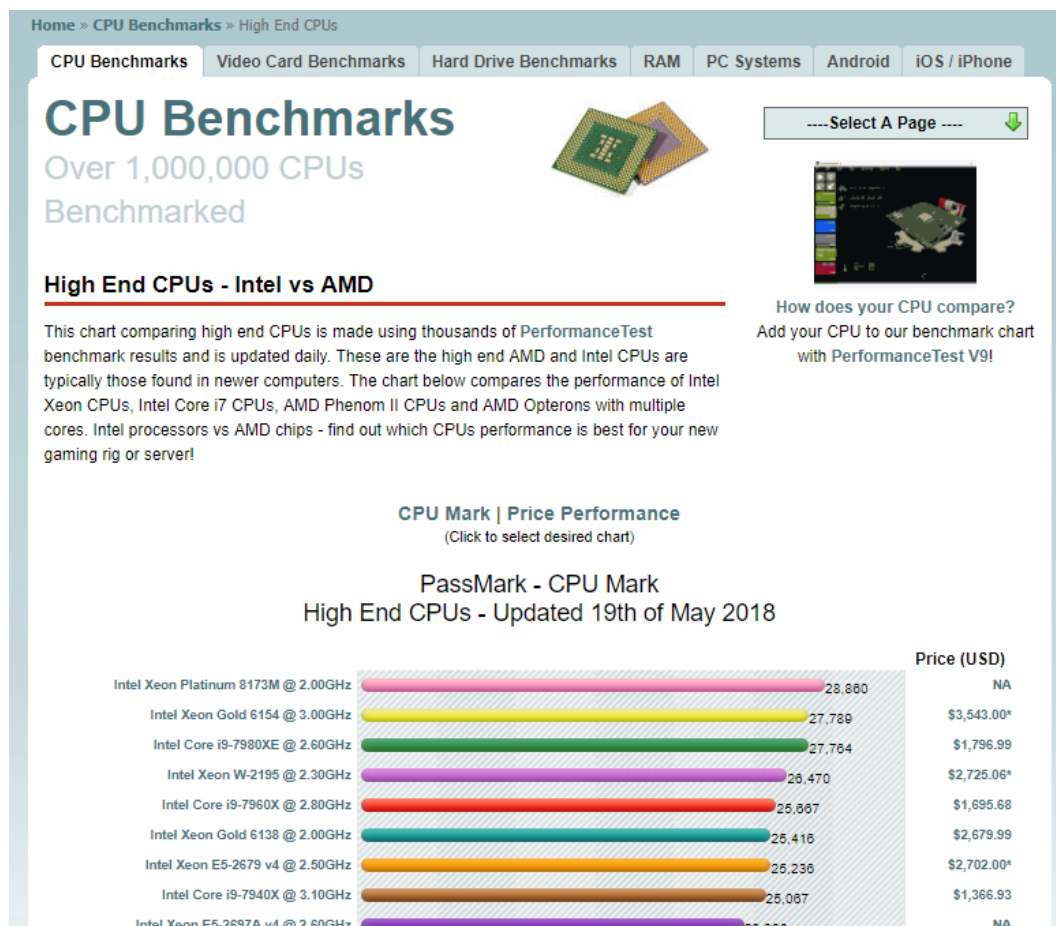 Home » CPU Benchmarks » High End CPUs
CPU Benchmarks Video Card Benchmarks Hard Drive Benchmarks RAM PC Systems Android iOS / iPhone
CPU Benchmarks
Over 1,000,000 CPUs
Benchmarked
----Select A Page ----
High End CPUs - Intel vs AMD
This chart comparing high end CPUs is made using thousands of PerformanceTest
benchmark results and is updated daily. These are the high end AMD and Intel CPUs are
typically those found in newer computers. The chart below compares the performance of Intel
Xeon CPUs, Intel Core i7 CPUs, AMD Phenom II CPUs and AMD Opterons with multiple
cores. Intel processors vs AMD chips - find out which CPUs performance is best for your new
gaming rig or server!
How does your CPU compare?
Add your CPU to our benchmark chart
with PerformanceTest V9!
CPU Mark | Price Performance
(Click to select desired chart)
PassMark - CPU Mark
High End CPUs - Updated 19th of May 2018
Price (USD)
Intel Xeon Platinum 8173M @ 2.00GHz 28,860 NA
Intel Xeon Gold 6154 @ 3.00GHz 27,789 $3,543.00*
Intel Core i9-7980XE @ 2.60GHz 27,764 $1,796.99
Intel Xeon W-2195 @ 2.30GHz 26,470 $2,725.06*
Intel Core i9-7960X @ 2.80GHz 25,667 $1,695.68
Intel Xeon Gold 6138 @ 2.00GHz 25,416 $2,679.99
Intel Xeon E5-2679 v4 @ 2.50GHz 25,236 $2,702.00*
Intel Core i9-7940X @ 3.10GHz 25,067 $1,366.93
Intel Xeon E5-2697A v4 @ 2.60GHz NA